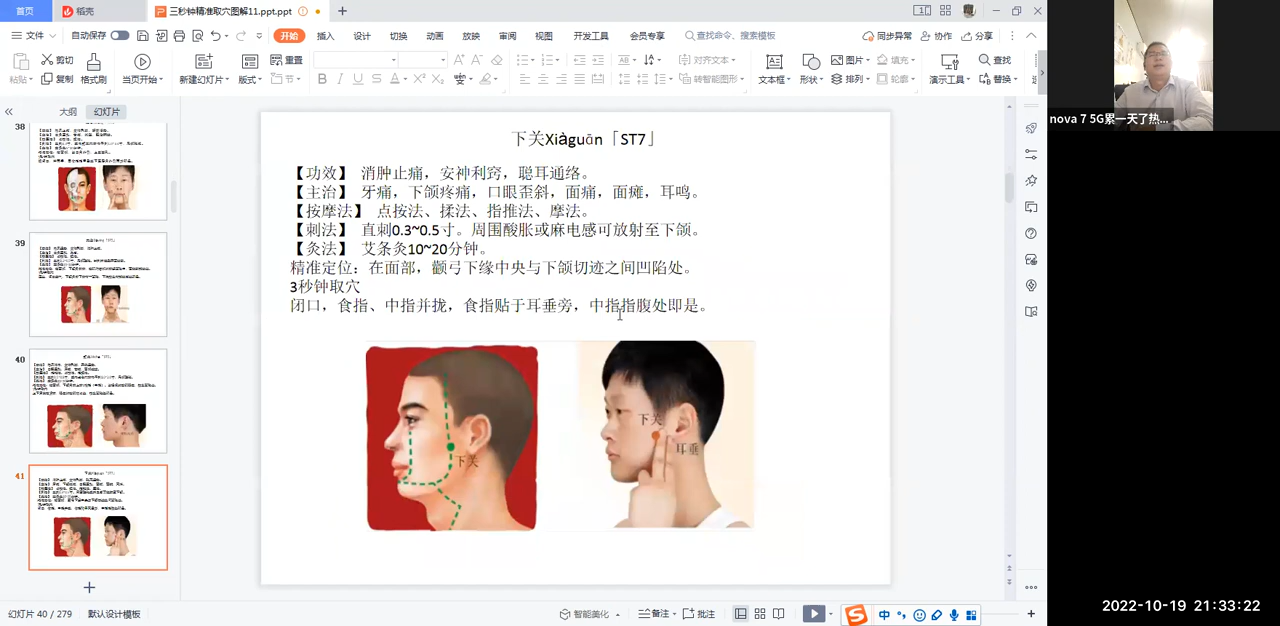 首页
稻壳
三秒钟精准取穴图解11.ppt.ppt
文件
自动保存
开始
插入
设计
切换
动画
放映
审阅
视图
开发工具
会员专享
查找命令、搜索模板
同步异常
协作
分享
粘贴
剪切
复制
格式刷
当页开始
新建幻灯片
版式
重置
节
对齐文本
转智能图形
文本框
形状
图片
排列
填充
轮廓
演示工具
查找
替换
大纲
幻灯片
38
39
40
41
下关Xiàguān「ST7」
【功效】 消肿止痛，安神利窍，聪耳通络。
【主治】 牙痛，下颌疼痛，口眼歪斜，面痛，面瘫，耳鸣。
【按摩法】 点按法、揉法、指推法、摩法。
【刺法】 直刺0.3~0.5寸。周围酸胀或麻电感可放射至下颌。
【灸法】 艾条灸10~20分钟。
精准定位：在面部，颧弓下缘中央与下颌切迹之间凹陷处。
3秒钟取穴
闭口，食指、中指并拢，食指贴于耳垂旁，中指指腹处即是。
下关
下关
耳垂
nova 7 5G累一天了热...
幻灯片 40 / 279
默认设计模板
智能美化
备注
批注
中
2022-10-19 21:33:22